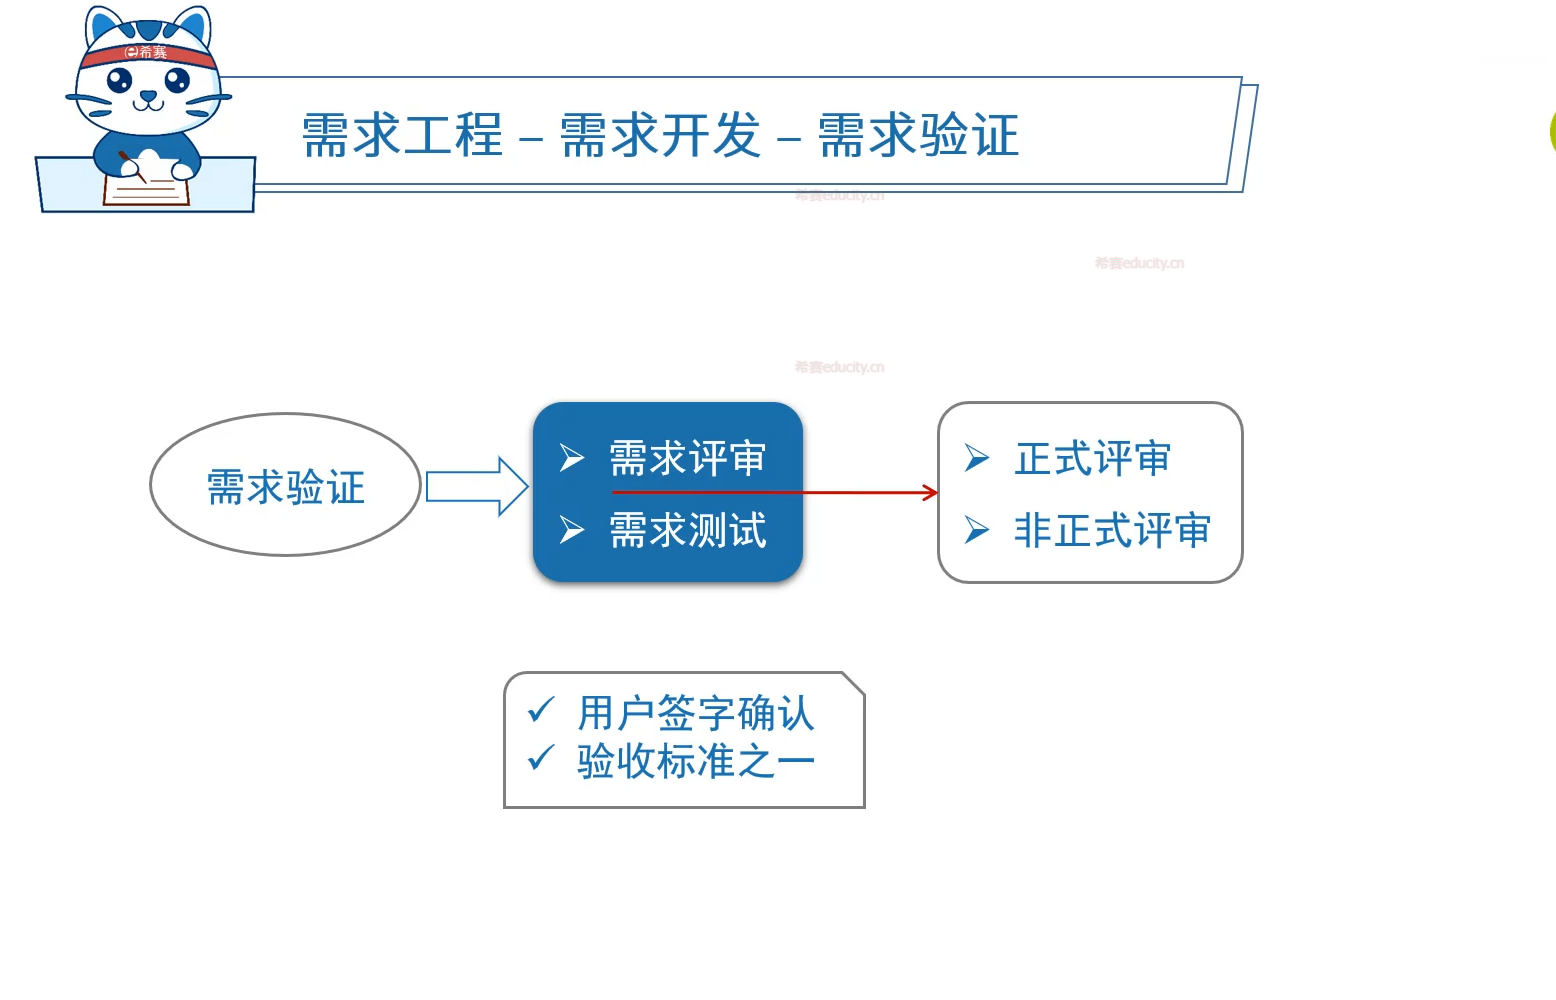 e希赛
需求工程 – 需求开发 – 需求验证
希赛educity.cn
希赛educity.cn
希赛educity.cn
需求验证
➢ 需求评审
➢ 需求测试
➢ 正式评审
➢ 非正式评审
✓ 用户签字确认
✓ 验收标准之一